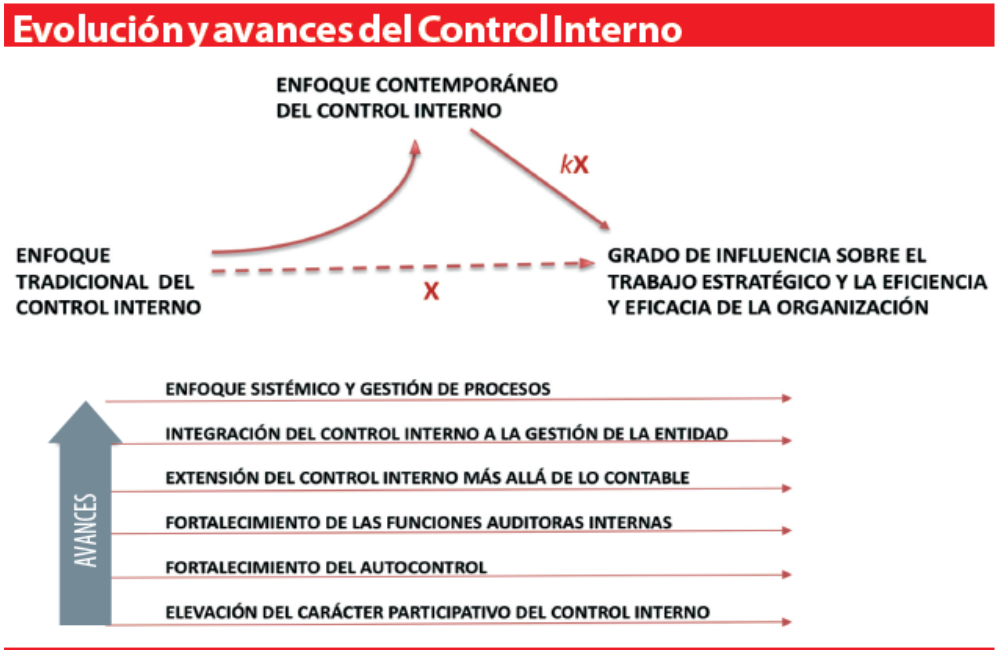 Evolución y avances del Control Interno
ENFOQUE CONTEMPORÁNEO
DEL CONTROL INTERNO
kX
ENFOQUE
TRADICIONAL DEL
CONTROL INTERNO
X
GRADO DE INFLUENCIA SOBRE EL
TRABAJO ESTRATÉGICO Y LA EFICIENCIA
Y EFICACIA DE LA ORGANIZACIÓN
AVANCES
ENFOQUE SISTÉMICO Y GESTIÓN DE PROCESOS
INTEGRACIÓN DEL CONTROL INTERNO A LA GESTIÓN DE LA ENTIDAD
EXTENSIÓN DEL CONTROL INTERNO MÁS ALLÁ DE LO CONTABLE
FORTALECIMIENTO DE LAS FUNCIONES AUDITORAS INTERNAS
FORTALECIMIENTO DEL AUTOCONTROL
ELEVACIÓN DEL CARÁCTER PARTICIPATIVO DEL CONTROL INTERNO